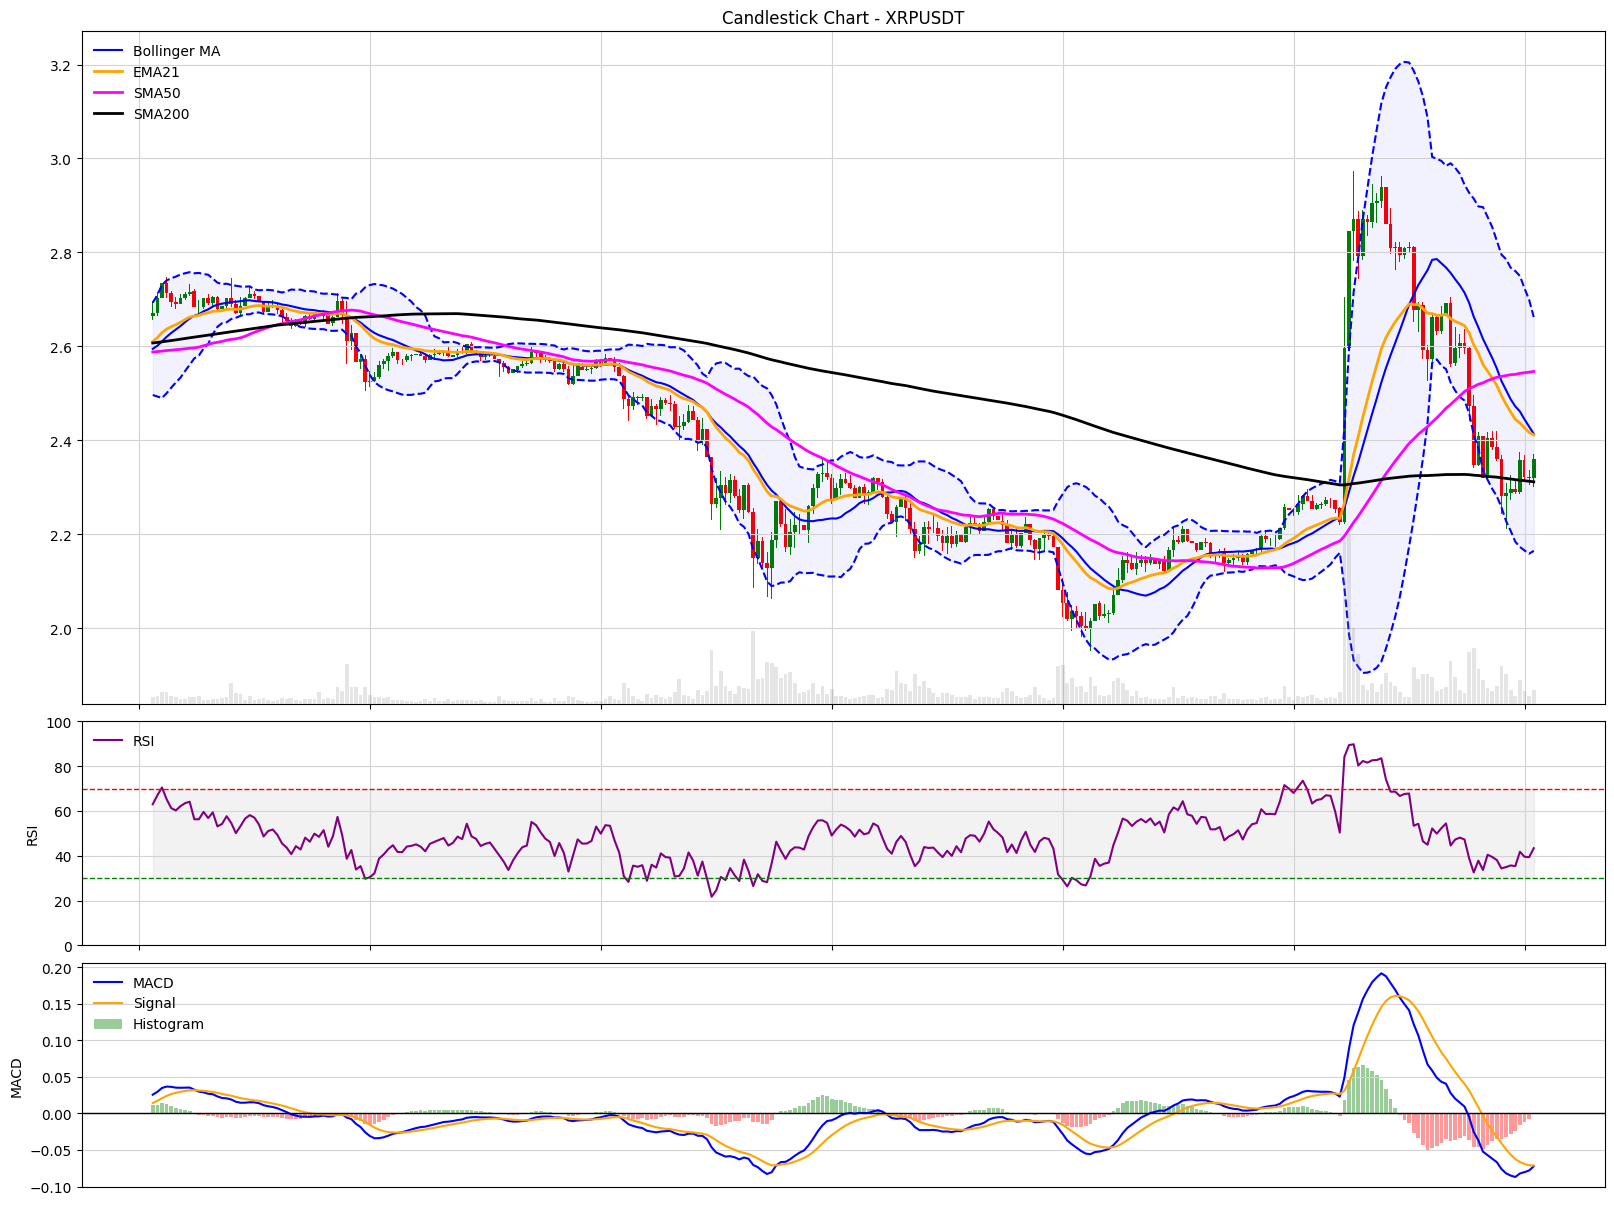 Candlestick Chart - XRPUSDT
Bollinger MA
EMA21
SMA50
SMA200
3.2
3.0
2.8
2.6
2.4
2.2
2.0
RSI
RSI
100
80
60
40
20
0
MACD
Signal
Histogram
MACD
0.20
0.15
0.10
0.05
0.00
−0.05
−0.10